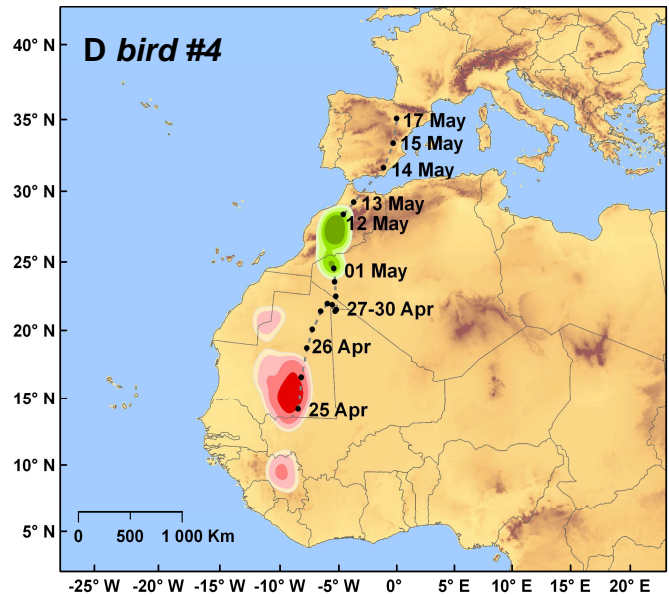 D bird #4
40° N
35° N
30° N
25° N
20° N
15° N
10° N
5° N
17 May
15 May
14 May
13 May
12 May
01 May
27-30 Apr
26 Apr
25 Apr
0 500 1 000 Km
-25° W -20° W -15° W -10° W -5° W 0° 5° E 10° E 15° E 20° E